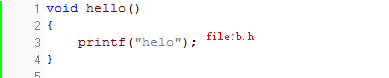 1 void hello()
2 {
3 printf("helo"); file:b.h
4 }
5